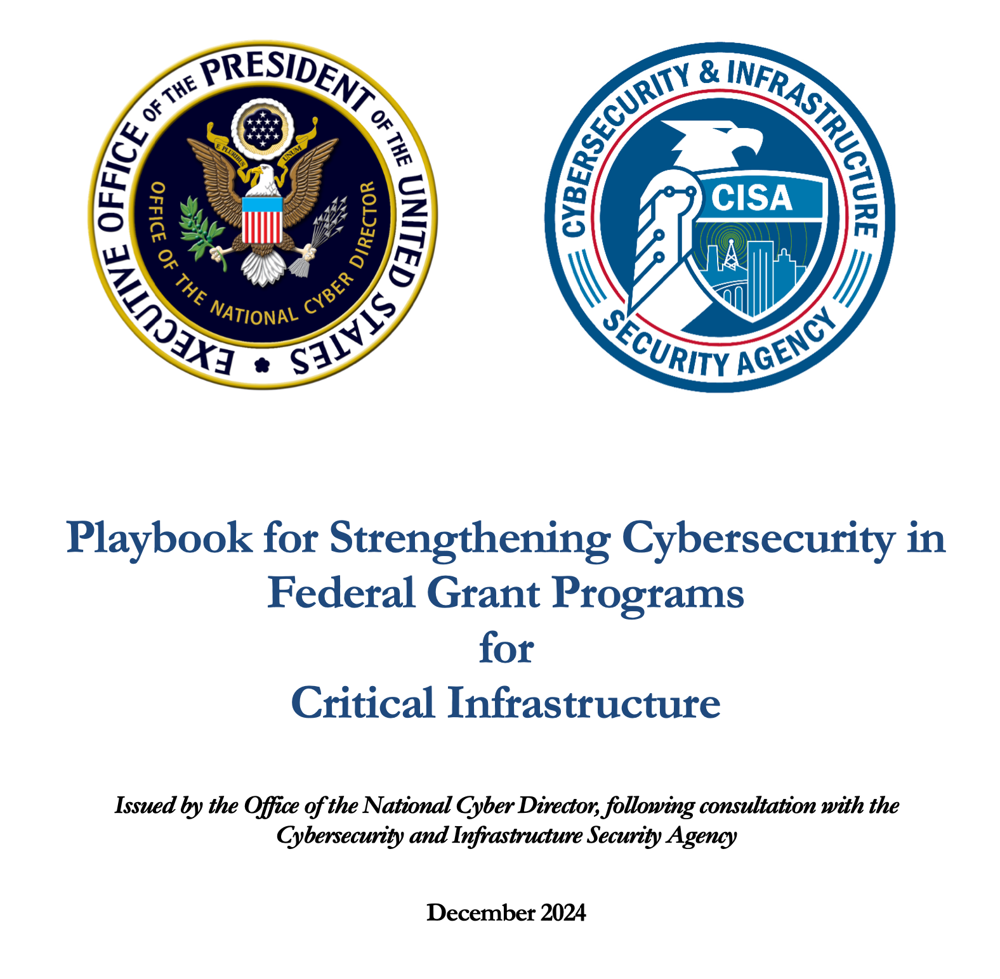 EXECUTIVE OFFICE OF THE PRESIDENT OF THE UNITED STATES
E PLURIBUS UNUM
OFFICE OF THE NATIONAL CYBER DIRECTOR
CYBERSECURITY & INFRASTRUCTURE
SECURITY AGENCY
CISA
Playbook for Strengthening Cybersecurity in
Federal Grant Programs
for
Critical Infrastructure
Issued by the Office of the National Cyber Director, following consultation with the
Cybersecurity and Infrastructure Security Agency
December 2024